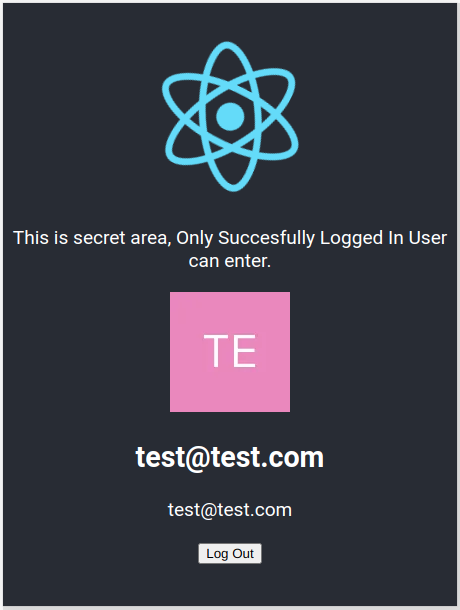 This is secret area, Only Succesfully Logged In User
can enter.
TE
test@test.com
test@test.com
Log Out